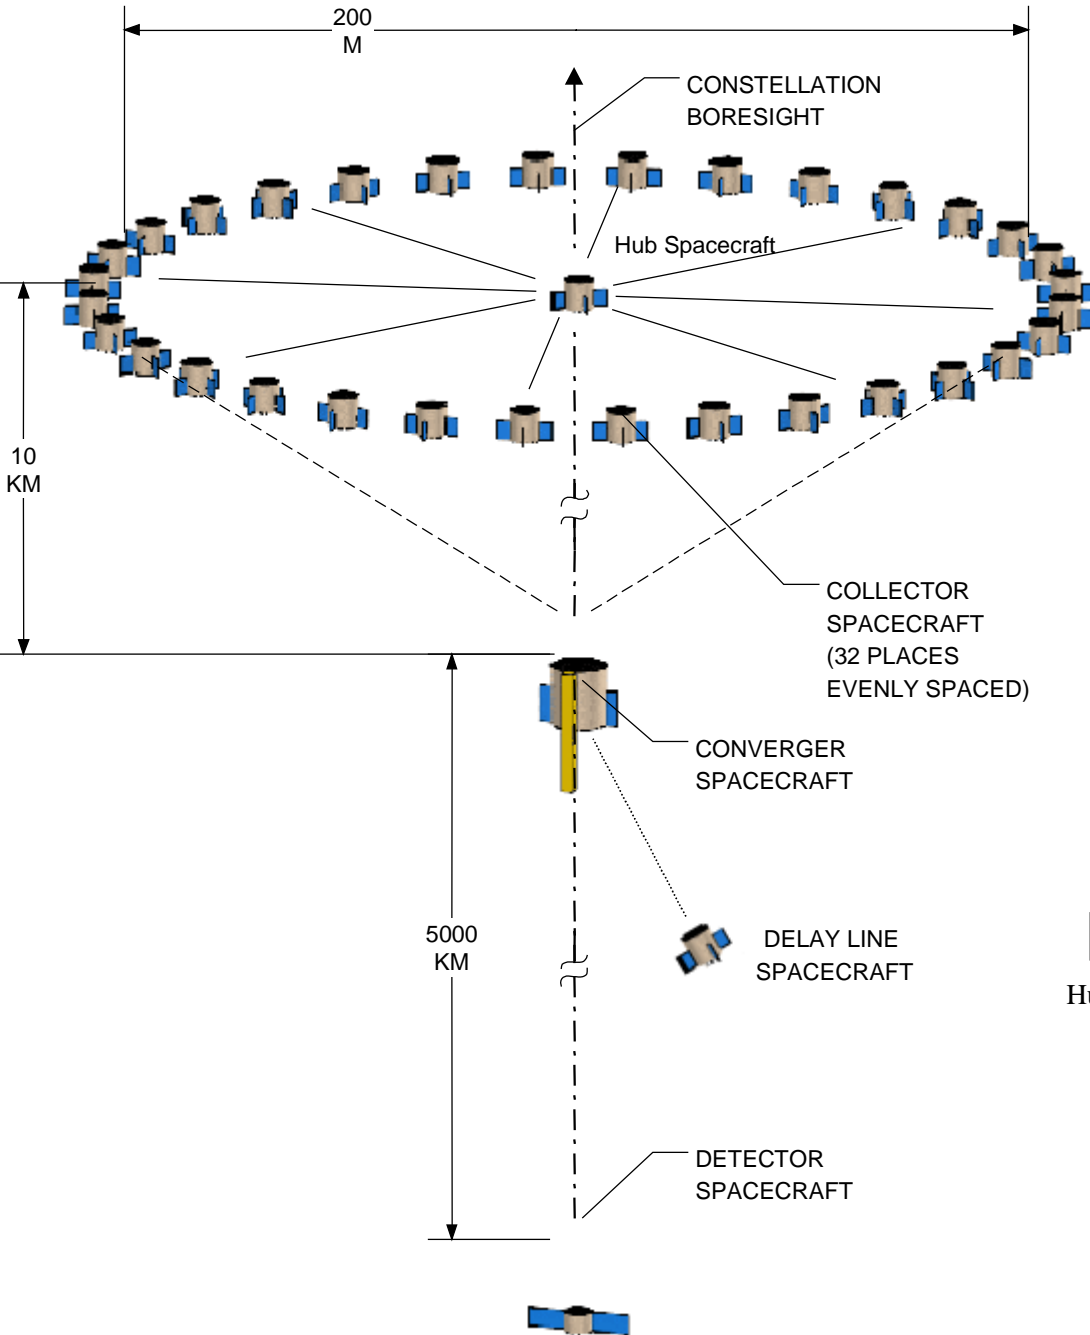 200
M
CONSTELLATION
BORESIGHT
Hub Spacecraft
10
KM
COLLECTOR
SPACECRAFT
(32 PLACES
EVENLY SPACED)
CONVERGER
SPACECRAFT
5000
KM
DELAY LINE
SPACECRAFT
DETECTOR
SPACECRAFT